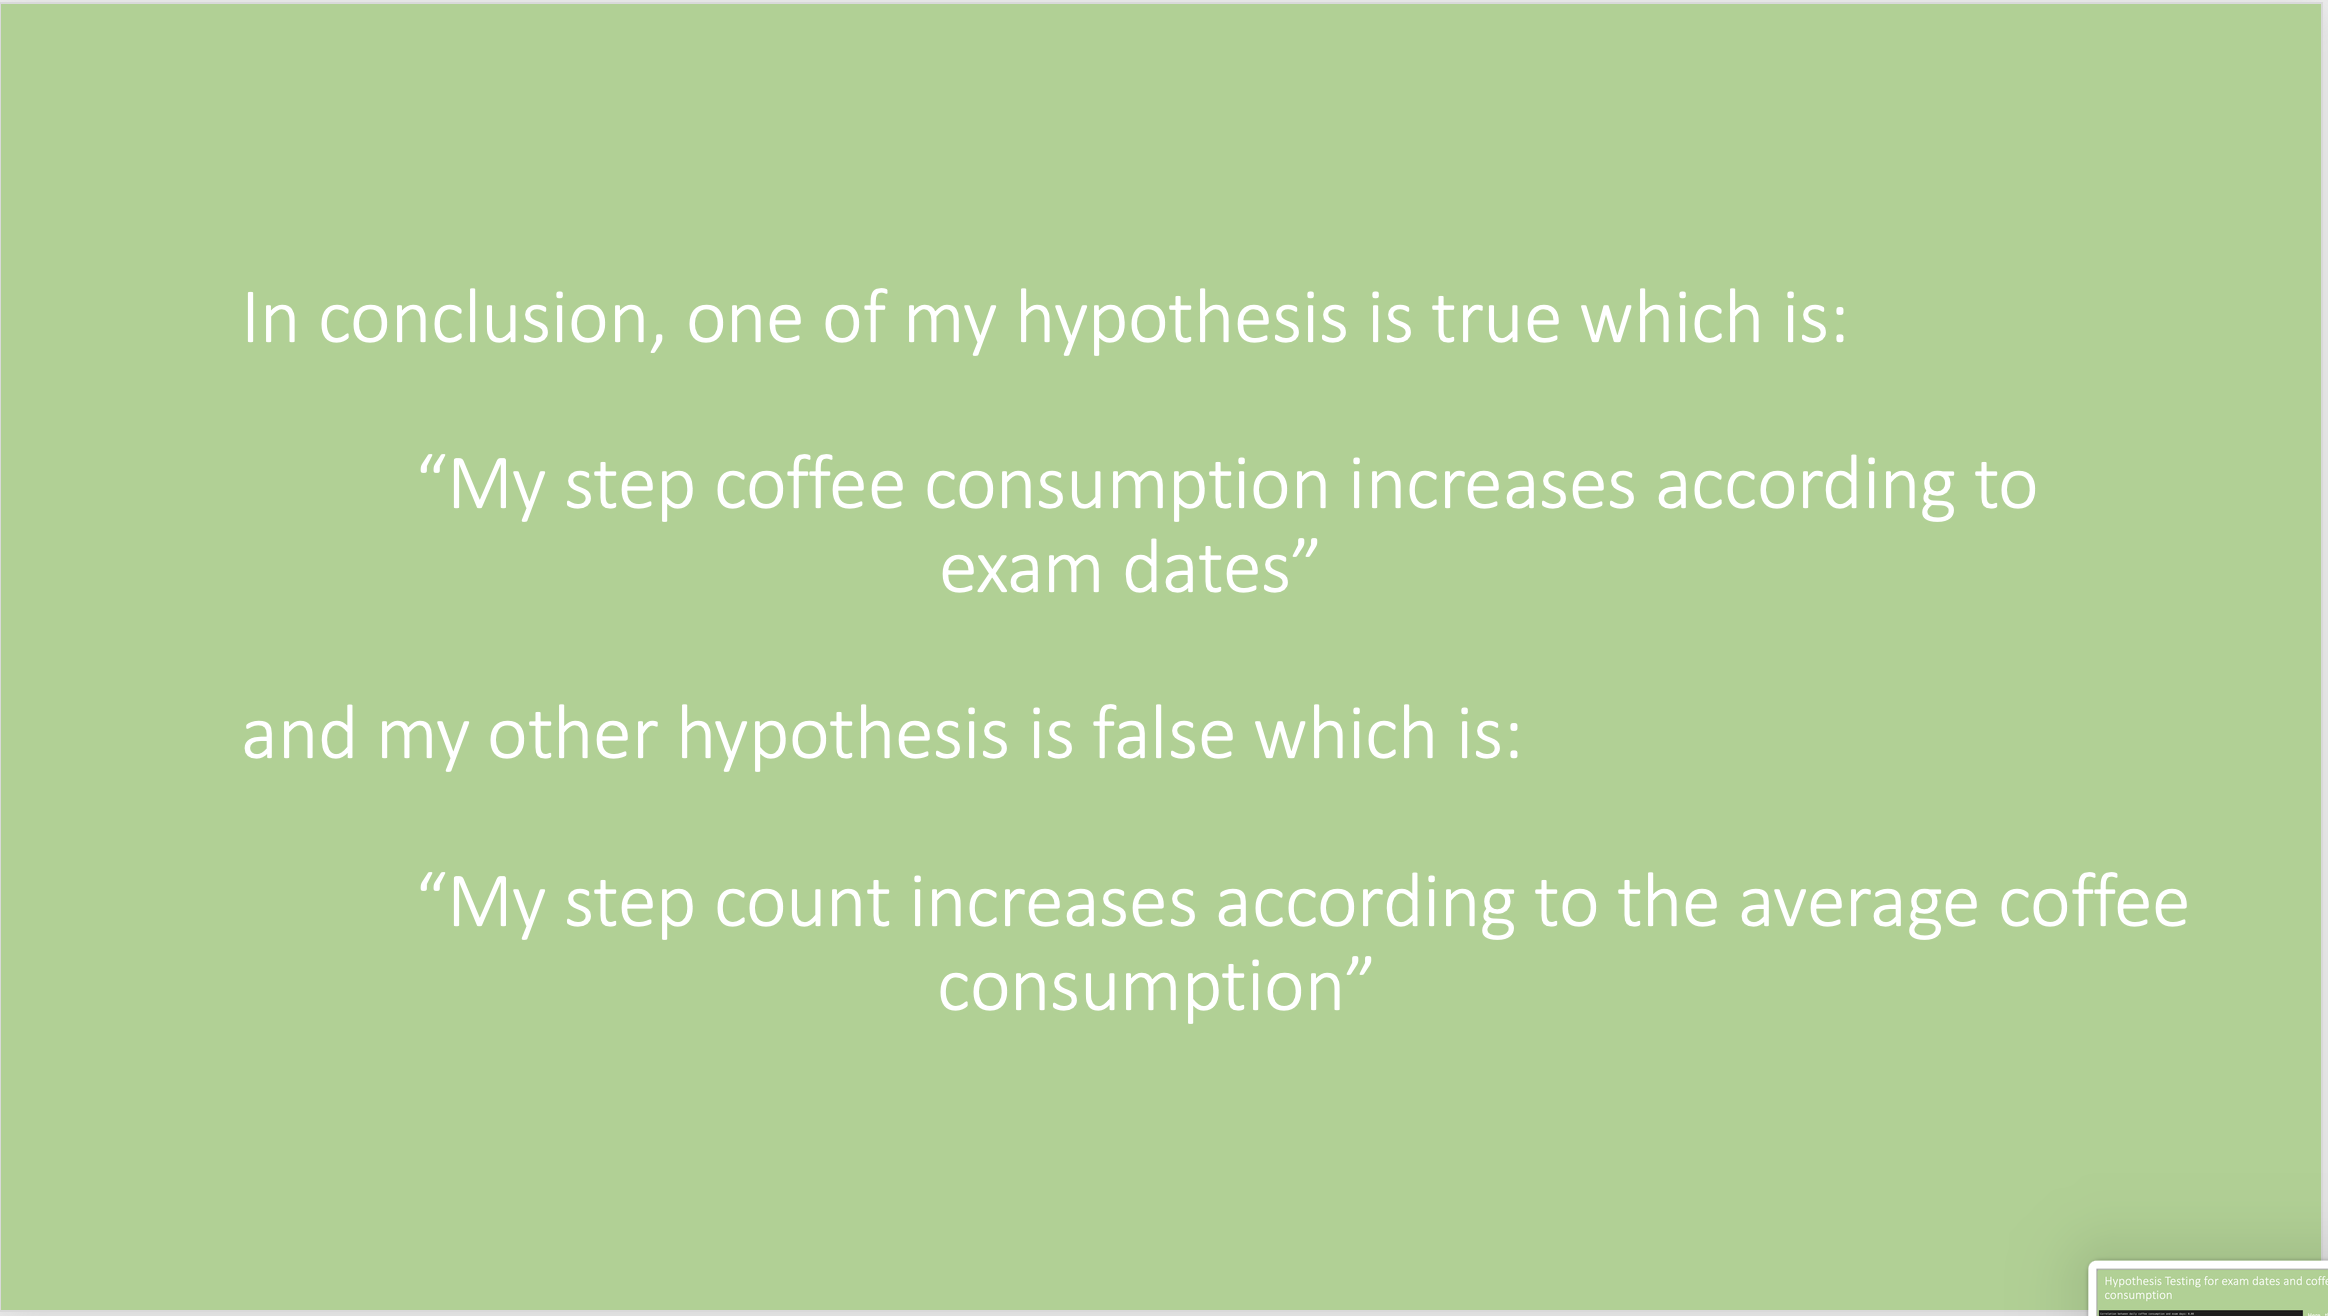 In conclusion, one of my hypothesis is true which is:
“My step coffee consumption increases according to
exam dates”
and my other hypothesis is false which is:
“My step count increases according to the average coffee
consumption”
Hypothesis Testing for exam dates and coffe
consumption